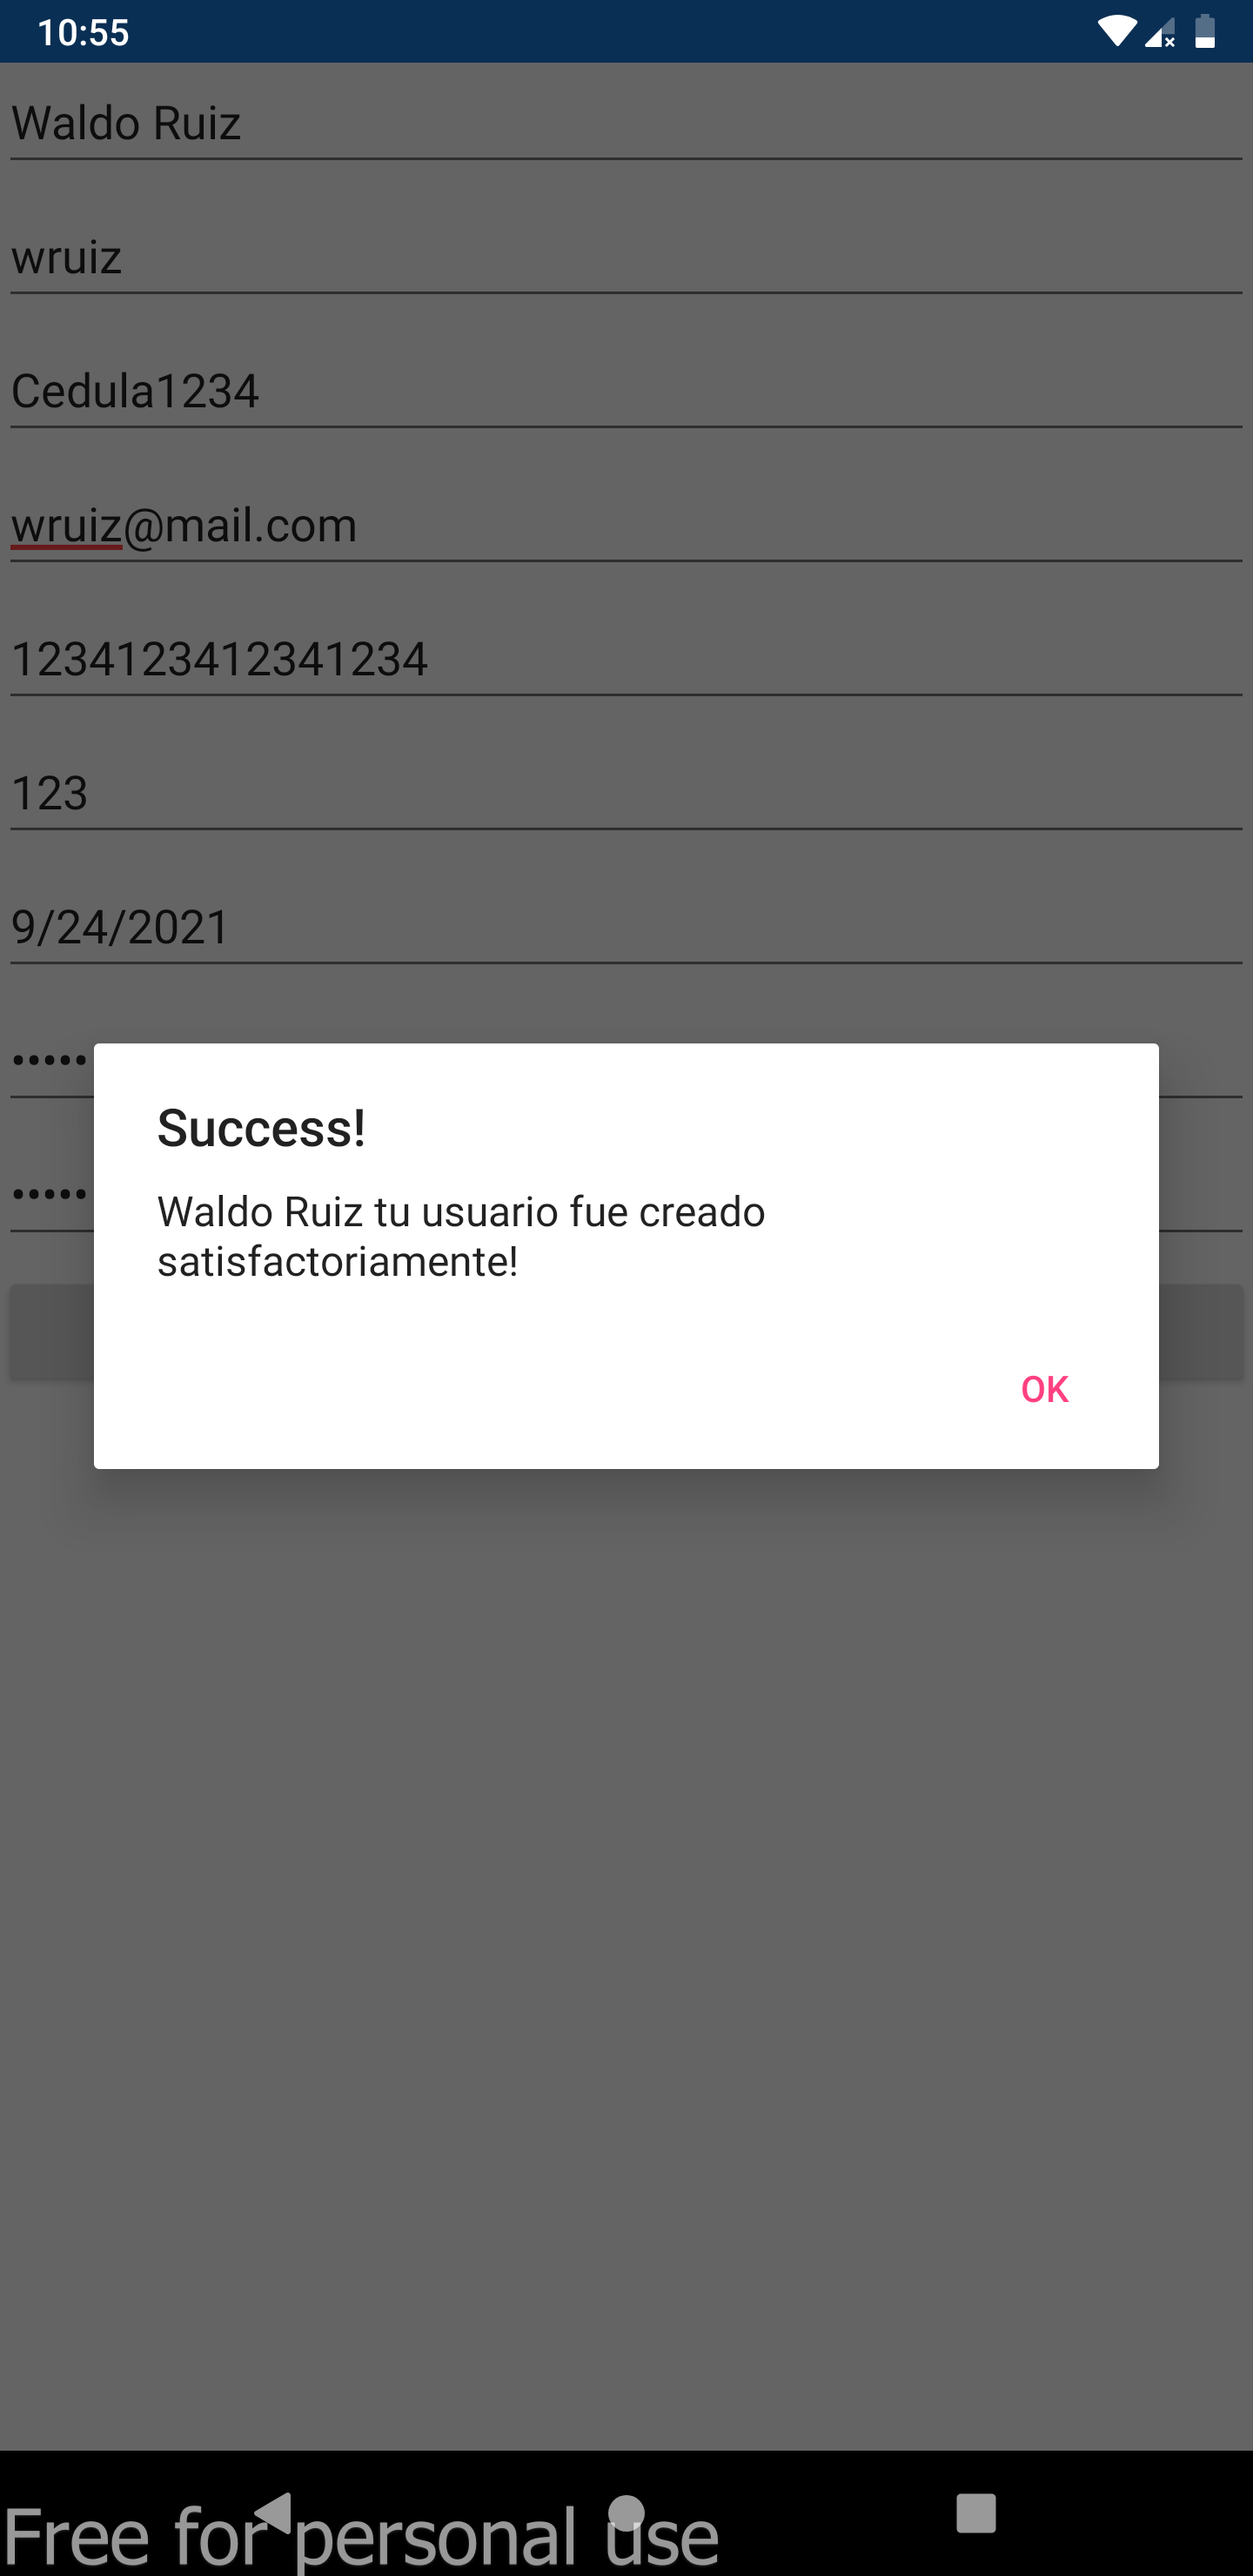 10:55
Waldo Ruiz
wruiz
Cedula1234
wruiz@mail.com
1234123412341234
123
9/24/2021
•••••
•••••
Success!
Waldo Ruiz tu usuario fue creado
satisfactoriamente!
OK
Free for personal use